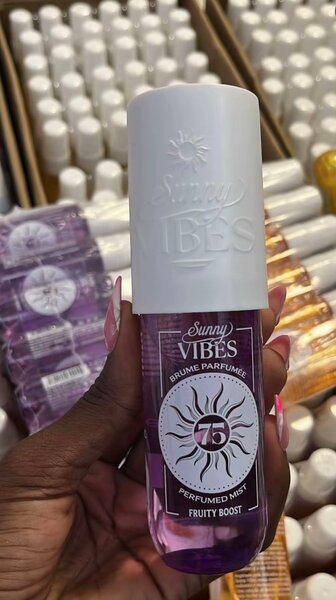 Sunny
VIBES
Sunny
VIBES
BRUME PARFUMÉE
75
PERFUMED MIST
FRUITY BOOST